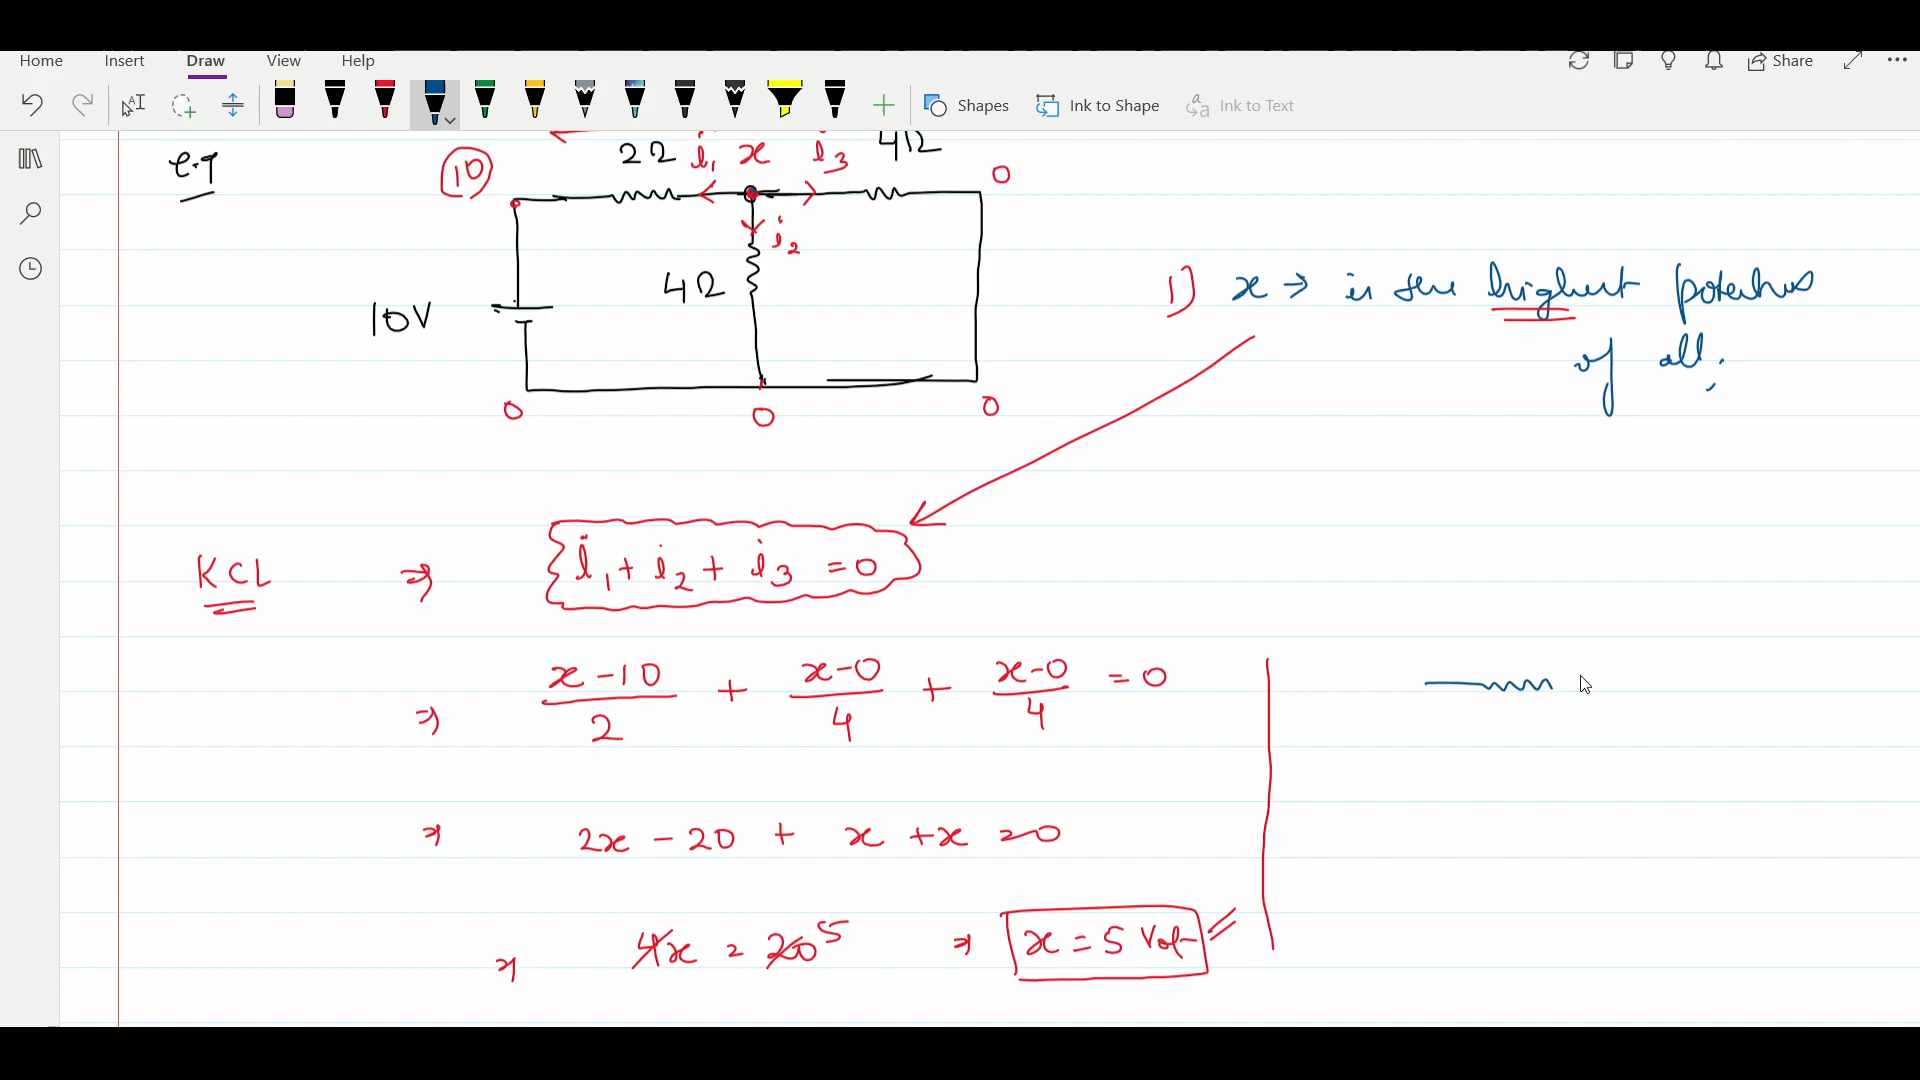 Home Insert Draw View Help Share
Shapes Ink to Shape Ink to Text
e.g 10 2Ω i₁ x i₃ 4Ω 0
i₂
4Ω
10V
0 0 0
1) x → is the highest
of all,
KCL ⇒ i₁ + i₂ + i₃ = 0
⇒ x-10/2 + x-0/4 + x-0/4 = 0
⇒ 2x - 20 + x + x = 0
⇒ 4x = 20 5 ⇒ x = 5 Volt